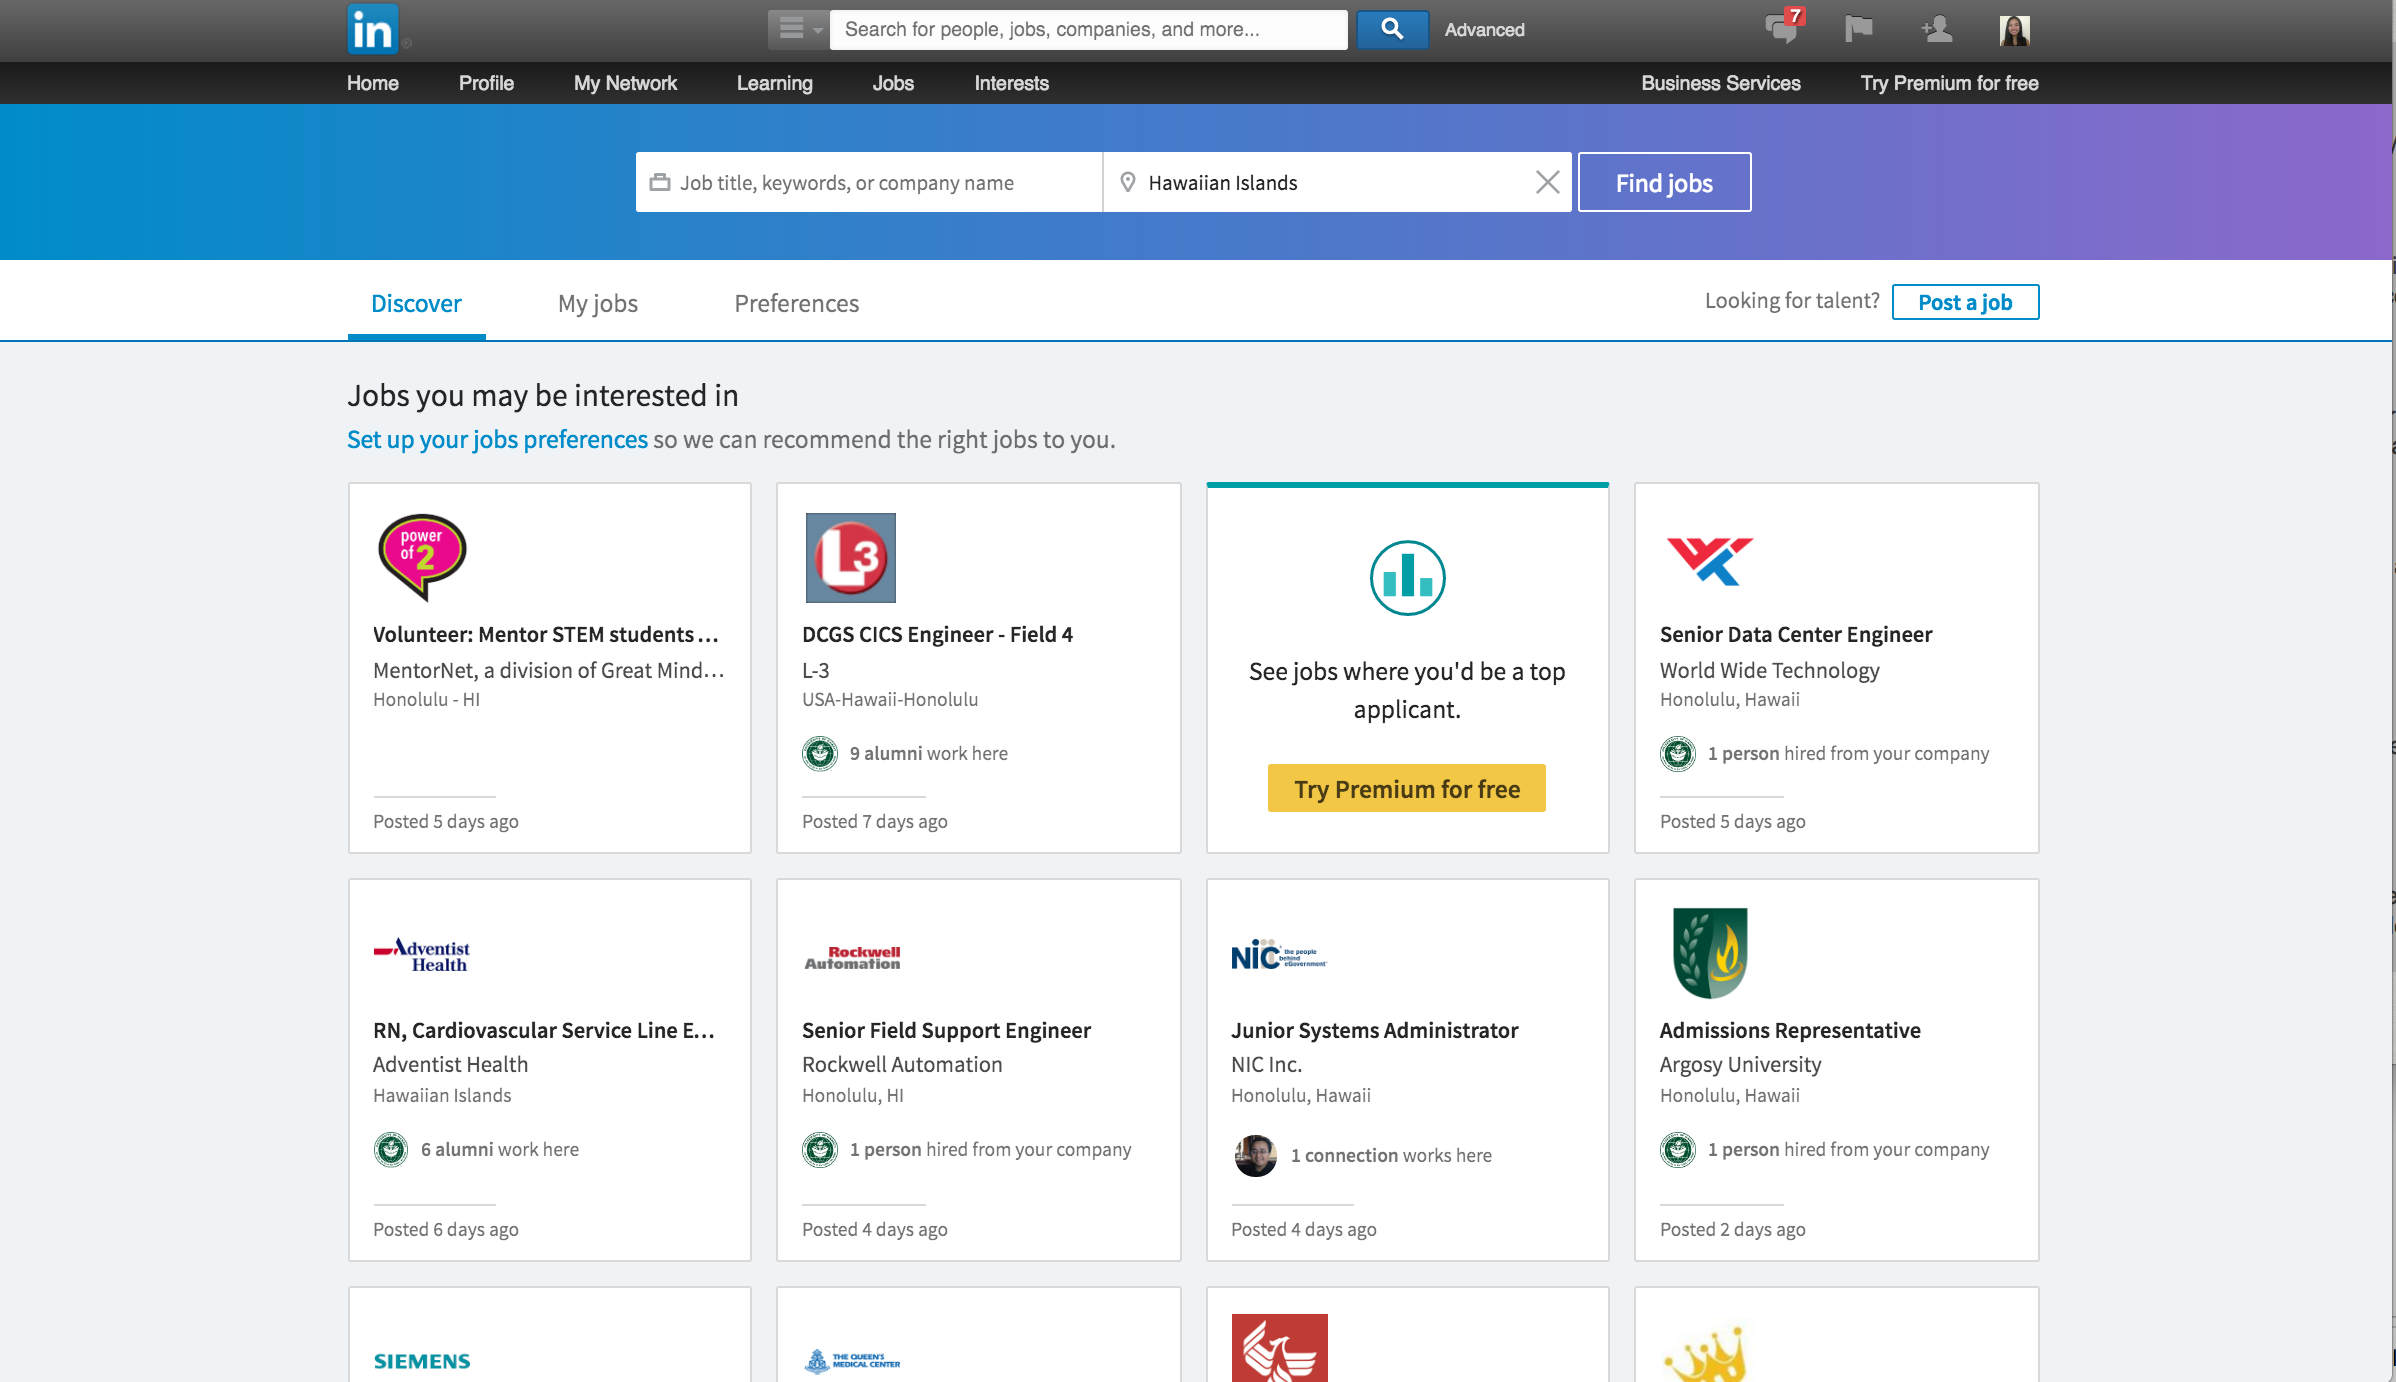 in
Search for people, jobs, companies, and more...
Advanced
7
Home
Profile
My Network
Learning
Jobs
Interests
Business Services
Try Premium for free
Job title, keywords, or company name
Hawaiian Islands
Find jobs
Discover
My jobs
Preferences
Looking for talent?
Post a job
Jobs you may be interested in
Set up your jobs preferences so we can recommend the right jobs to you.
power
of 2
Volunteer: Mentor STEM students...
MentorNet, a division of Great Mind...
Honolulu - HI
Posted 5 days ago
L3
DCGS CICS Engineer - Field 4
L-3
USA-Hawaii-Honolulu
9 alumni work here
Posted 7 days ago
See jobs where you'd be a top
applicant.
Try Premium for free
Senior Data Center Engineer
World Wide Technology
Honolulu, Hawaii
1 person hired from your company
Posted 5 days ago
Adventist
Health
RN, Cardiovascular Service Line E...
Adventist Health
Hawaiian Islands
6 alumni work here
Posted 6 days ago
Rockwell
Automation
Senior Field Support Engineer
Rockwell Automation
Honolulu, HI
1 person hired from your company
Posted 4 days ago
NIC the people
behind
eGovernment
Junior Systems Administrator
NIC Inc.
Honolulu, Hawaii
1 connection works here
Posted 4 days ago
Admissions Representative
Argosy University
Honolulu, Hawaii
1 person hired from your company
Posted 2 days ago
SIEMENS
THE QUEEN'S
MEDICAL CENTER